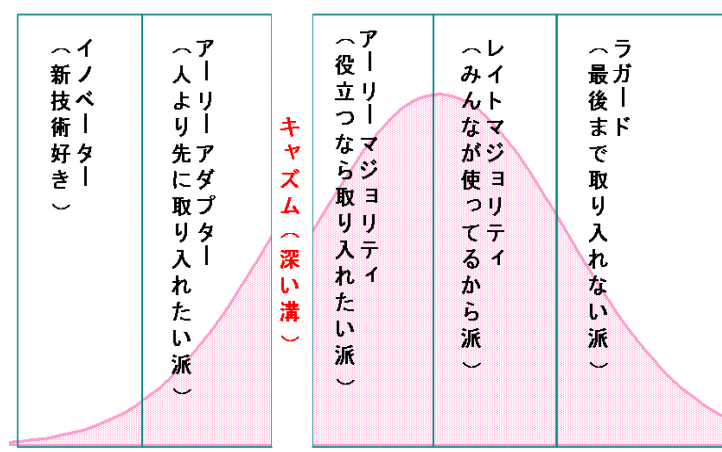 イノベーター
（新技術好き）
アーリーアダプター
（人より先に取り入れたい派）
キャズム（深い溝）
アーリーマジョリティ
（役立つなら取り入れたい派）
レイトマジョリティ
（みんなが使ってるから派）
ラガード
（最後まで取り入れない派）